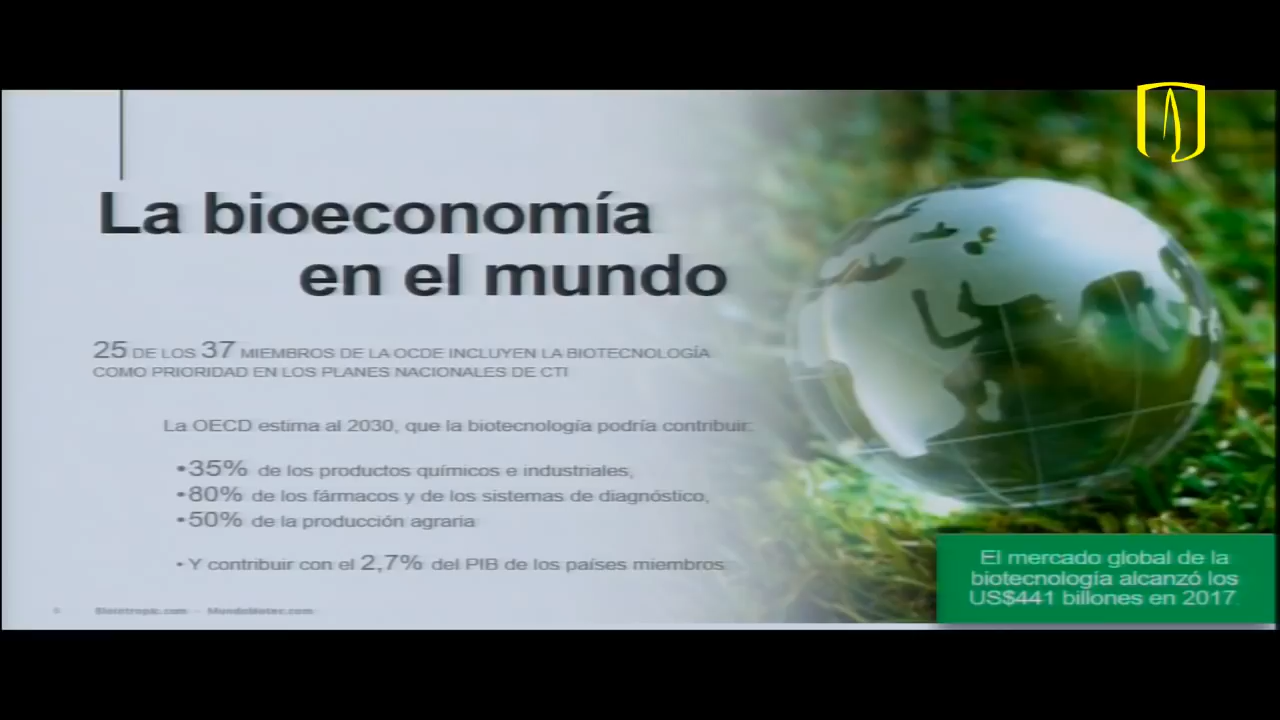 La bioeconomía
en el mundo
25 DE LOS 37 MIEMBROS DE LA OCDE INCLUYEN LA BIOTECNOLOGÍA
COMO PRIORIDAD EN LOS PLANES NACIONALES DE CTI
La OECD estima al 2030, que la biotecnología podría contribuir:
•35% de los productos químicos e industriales,
•80% de los fármacos y de los sistemas de diagnóstico,
•50% de la producción agraria
• Y contribuir con el 2,7% del PIB de los países miembros
El mercado global de la
biotecnología alcanzó los
US$441 billones en 2017.